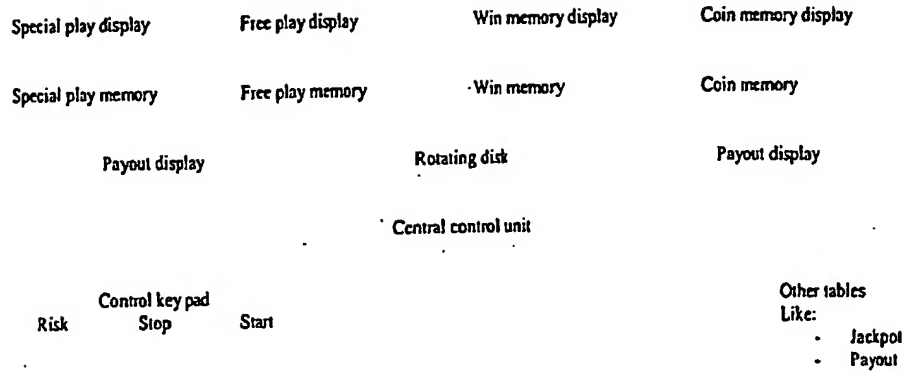 Special play display Free play display Win memory display Coin memory display
Special play memory Free play memory Win memory Coin memory
Payout display Rotating disk Payout display
Central control unit
Control key pad
Risk Stop Start
Other tables
Like:
- Jackpot
- Payout